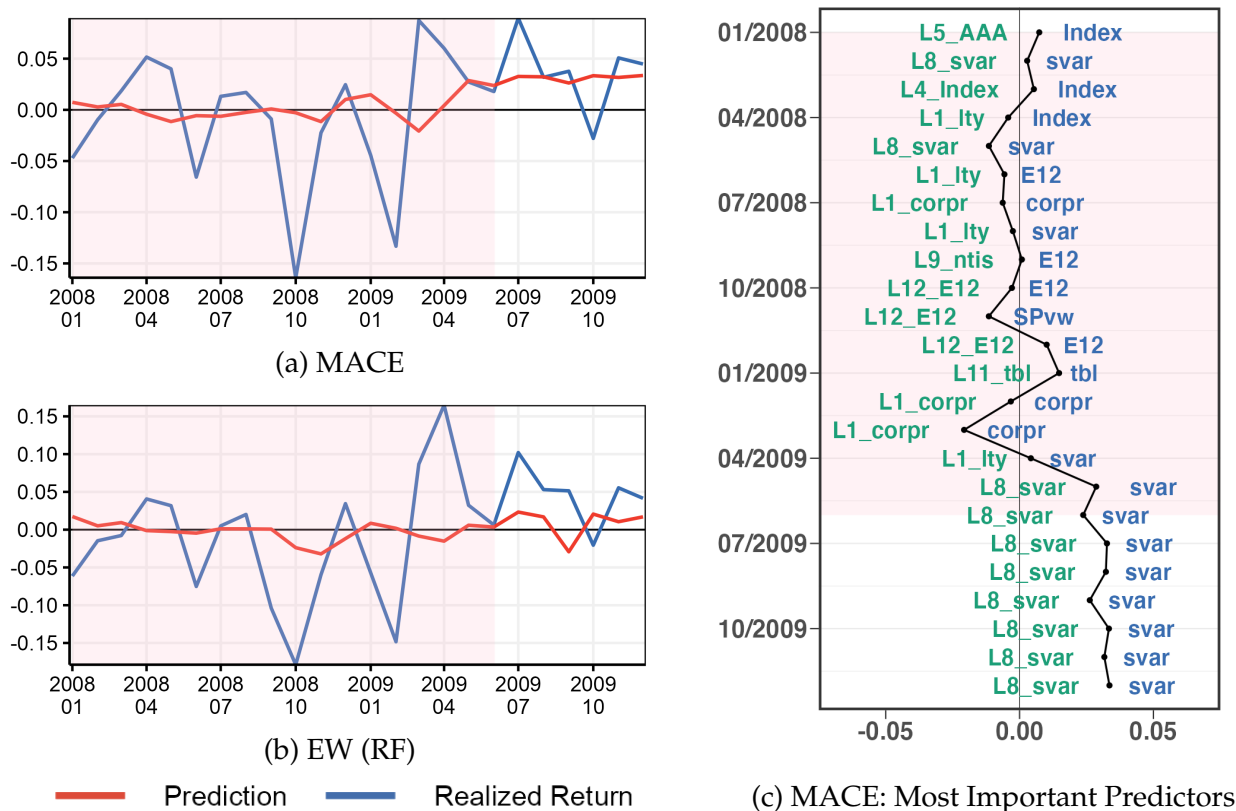 0.05
0.00
-0.05
-0.10
-0.15
2008 2008 2008 2008 2009 2009 2009 2009
01 04 07 10 01 04 07 10
(a) MACE
0.15
0.10
0.05
0.00
-0.05
-0.10
-0.15
2008 2008 2008 2008 2009 2009 2009 2009
01 04 07 10 01 04 07 10
(b) EW (RF)
Prediction Realized Return
01/2008 L5_AAA Index
L8_svar svar
L4_Index Index
04/2008 L1_lty Index
L8_svar svar
L1_lty E12
07/2008 L1_corpr corpr
L1_lty svar
L9_ntis E12
10/2008 L12_E12 E12
L12_E12 SPvw
L12_E12 E12
01/2009 L11_tbl tbl
L1_corpr corpr
L1_corpr corpr
04/2009 L1_lty svar
L8_svar svar
L8_svar svar
07/2009 L8_svar svar
L8_svar svar
L8_svar svar
10/2009 L8_svar svar
L8_svar svar
L8_svar svar
-0.05 0.00 0.05
(c) MACE: Most Important Predictors